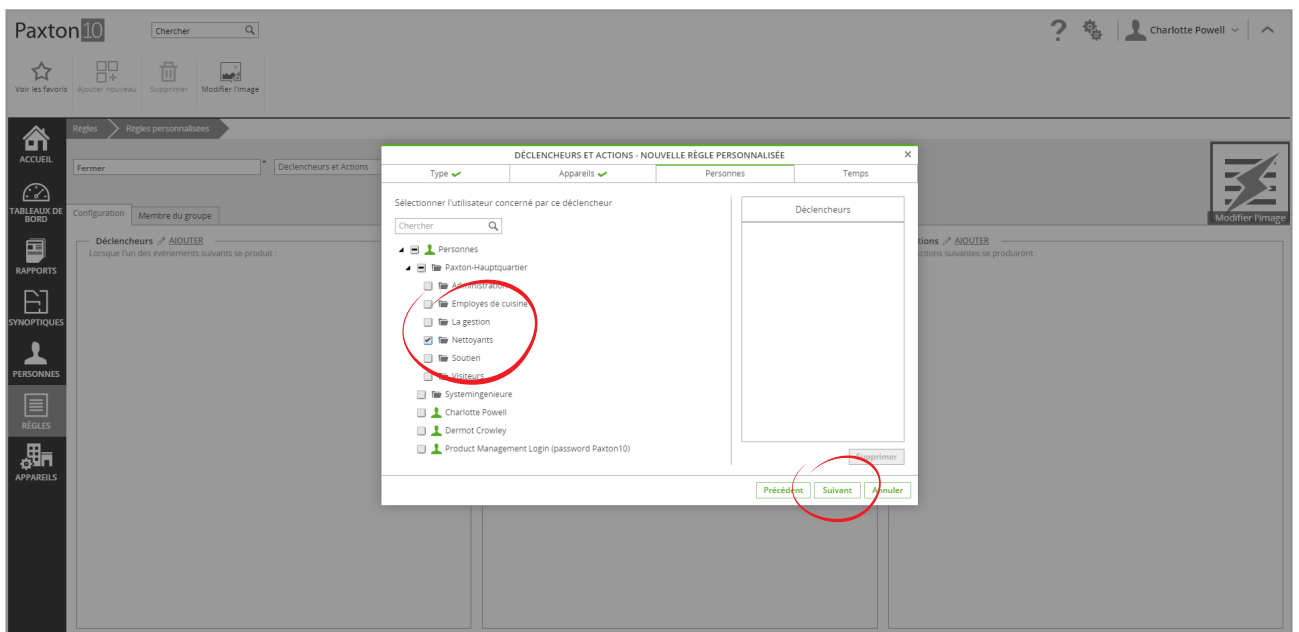 Paxton10
Chercher
?
Charlotte Powell
Voir les favoris
Ajouter nouveau
Supprimer
Modifier l'image
Règles
Règles personnalisées
ACCUEIL
TABLEAUX DE
BORD
RAPPORTS
SYNOPTIQUES
PERSONNES
RÈGLES
APPAREILS
Fermer
*
Déclencheurs et Actions
Modifier l'image
Configuration
Membre du groupe
Déclencheurs AJOUTER
Lorsque l'un des évènements suivants se produit :
tions AJOUTER
ctions suivantes se produiront :
DÉCLENCHEURS ET ACTIONS - NOUVELLE RÈGLE PERSONNALISÉE
Type
Appareils
Personnes
Temps
Sélectionner l'utilisateur concerné par ce déclencheur
Chercher
Personnes
Paxton-Hauptquartier
Administration
Employés de cuisine
La gestion
Nettoyants
Soutien
Visiteurs
Systemingenieure
Charlotte Powell
Dermot Crowley
Product Management Login (password Paxton10)
Déclencheurs
Supprimer
Précédent
Suivant
Annuler